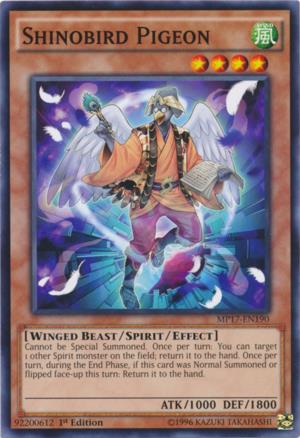 SHINOBIRD PIGEON
風
MP17-EN190
[WINGED BEAST/SPIRIT/EFFECT]
Cannot be Special Summoned. Once per turn: You can target
1 other Spirit monster on the field; return it to the hand. Once per
turn, during the End Phase, if this card was Normal Summoned or
flipped face-up this turn: Return it to the hand.
ATK/1000 DEF/1800
92200612 1st Edition ©1996 KAZUKI TAKAHASHI